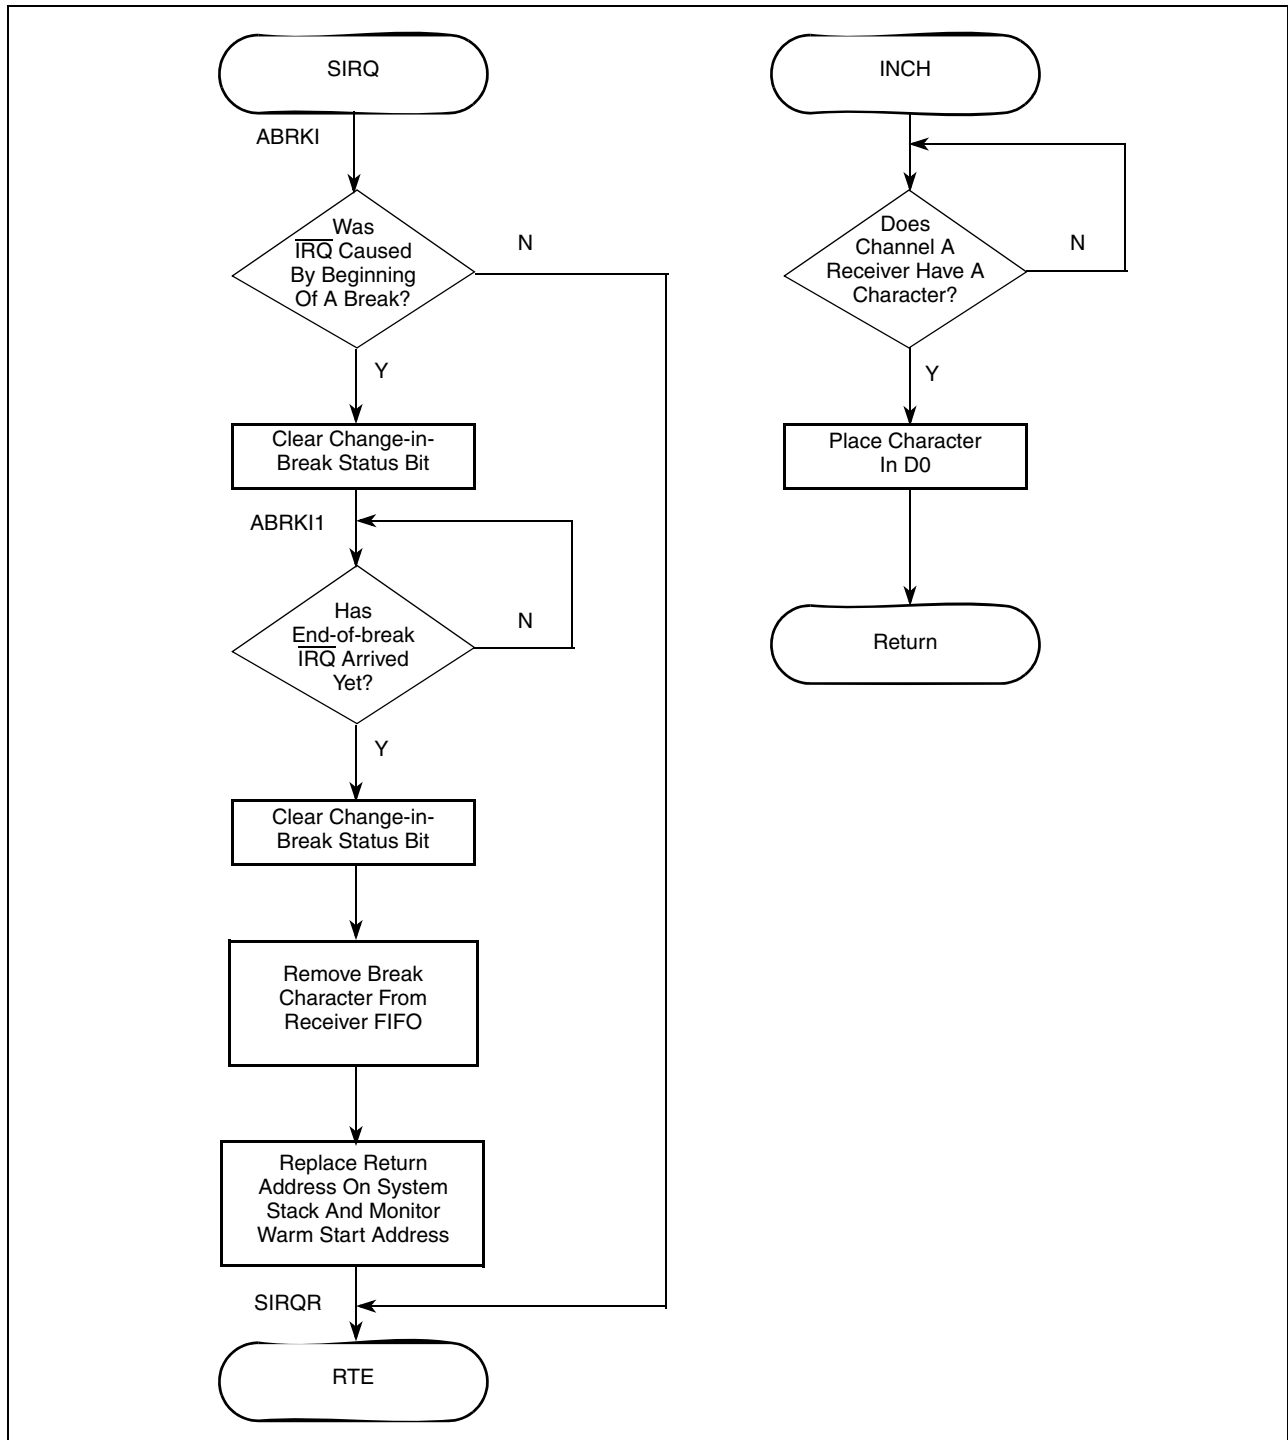 SIRQ
ABRKI
Was
IRQ Caused
By Beginning
Of A Break?
N
Y
Clear Change-in-
Break Status Bit
ABRKI1
Has
End-of-break
IRQ Arrived
Yet?
N
Y
Clear Change-in-
Break Status Bit
Remove Break
Character From
Receiver FIFO
Replace Return
Address On System
Stack And Monitor
Warm Start Address
SIRQR
RTE
INCH
Does
Channel A
Receiver Have A
Character?
N
Y
Place Character
In D0
Return